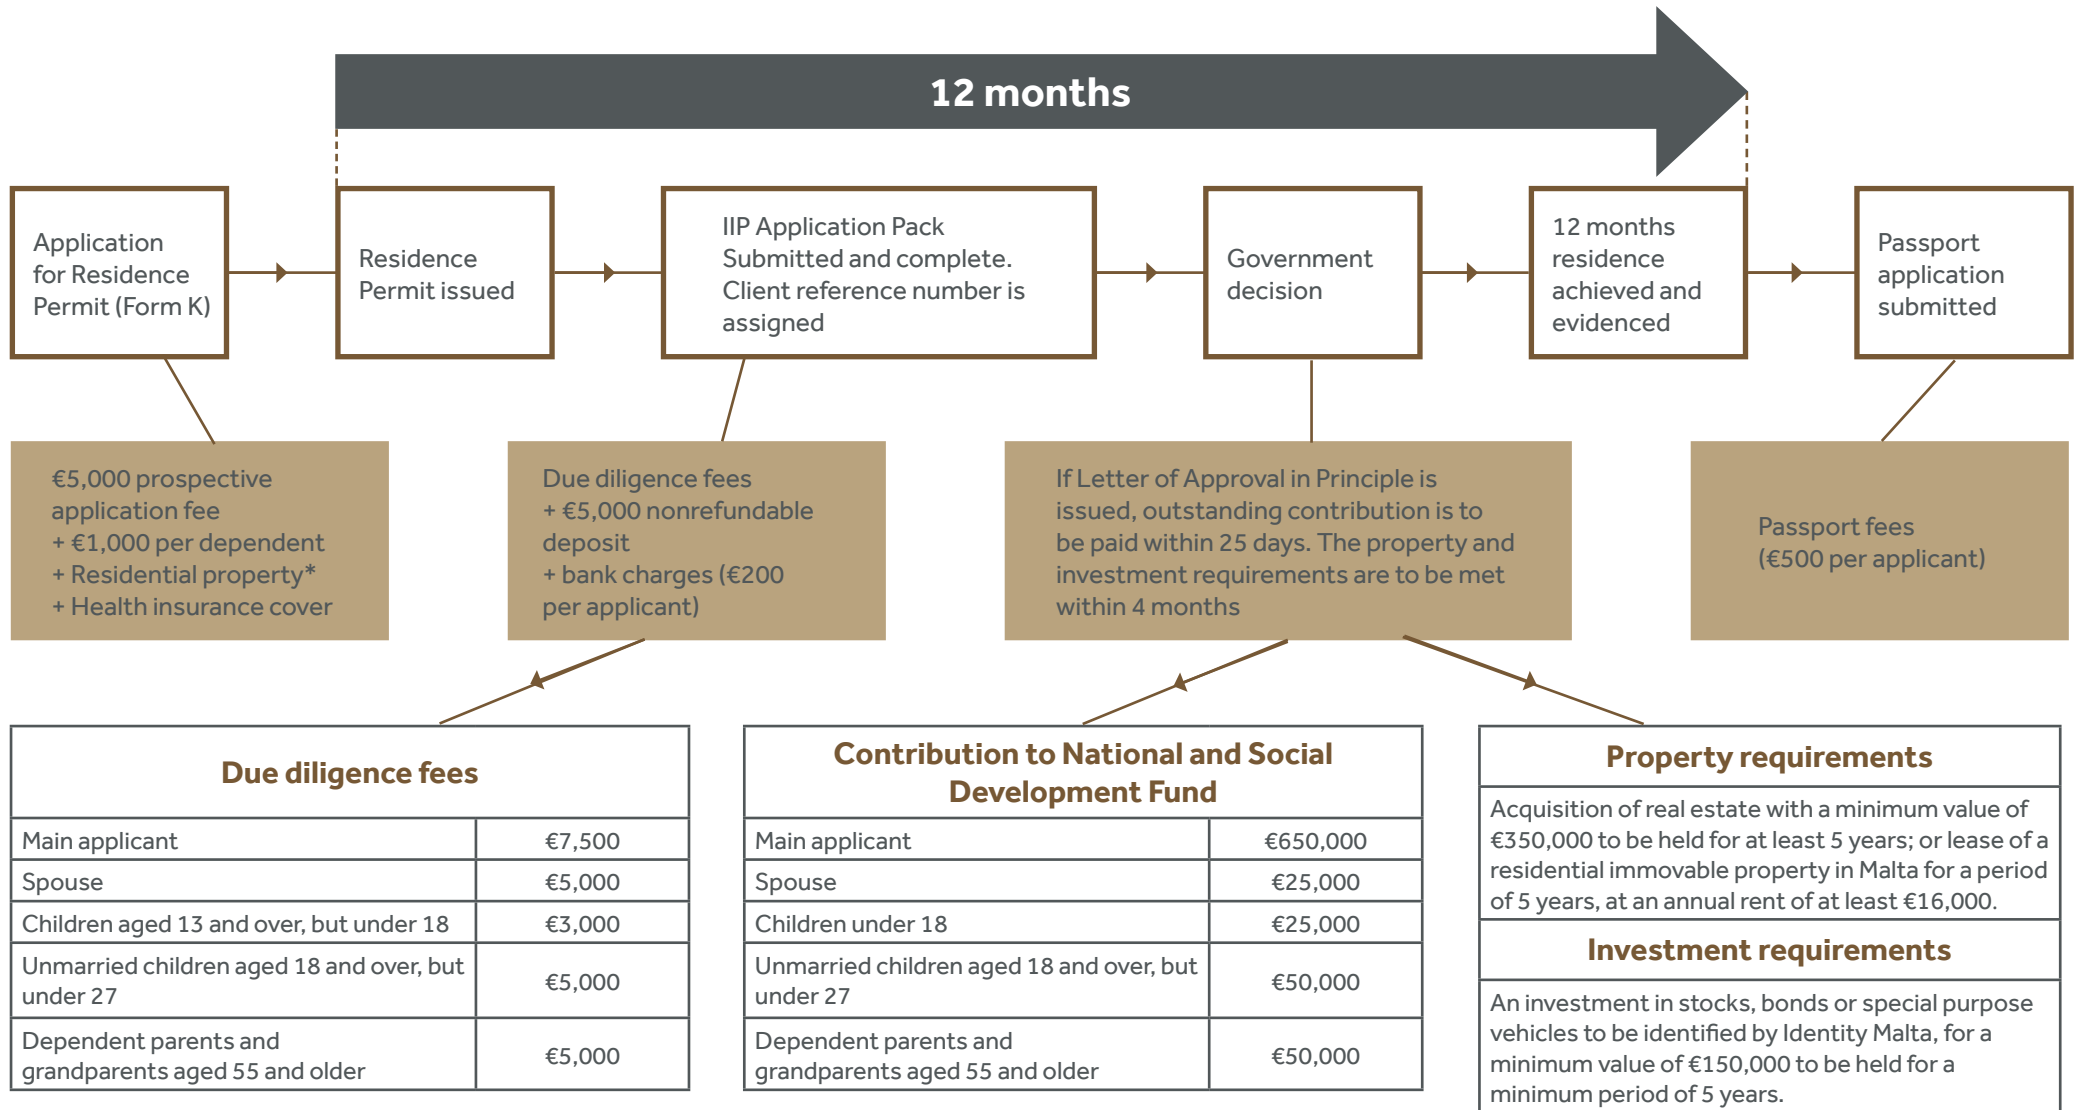 12 months
Application
for Residence
Permit (Form K)
Residence
Permit issued
IIP Application Pack
Submitted and complete.
Client reference number is
assigned
Government
decision
12 months
residence
achieved and
evidenced
Passport
application
submitted
€5,000 prospective
application fee
+ €1,000 per dependent
+ Residential property*
+ Health insurance cover
Due diligence fees
+ €5,000 nonrefundable
deposit
+ bank charges (€200
per applicant)
If Letter of Approval in Principle is
issued, outstanding contribution is to
be paid within 25 days. The property and
investment requirements are to be met
within 4 months
Passport fees
(€500 per applicant)
Due diligence fees
Main applicant €7,500
Spouse €5,000
Children aged 13 and over, but under 18 €3,000
Unmarried children aged 18 and over, but
under 27 €5,000
Dependent parents and
grandparents aged 55 and older €5,000
Contribution to National and Social
Development Fund
Main applicant €650,000
Spouse €25,000
Children under 18 €25,000
Unmarried children aged 18 and over, but
under 27 €50,000
Dependent parents and
grandparents aged 55 and older €50,000
Property requirements
Acquisition of real estate with a minimum value of
€350,000 to be held for at least 5 years; or lease of a
residential immovable property in Malta for a period
of 5 years, at an annual rent of at least €16,000.
Investment requirements
An investment in stocks, bonds or special purpose
vehicles to be identified by Identity Malta, for a
minimum value of €150,000 to be held for a
minimum period of 5 years.